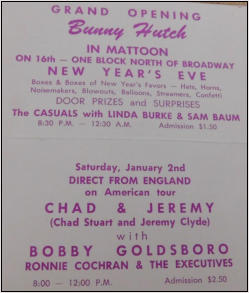 GRAND OPENING
Bunny Hutch
IN MATTOON
ON 16th — ONE BLOCK NORTH OF BROADWAY
NEW YEAR'S EVE
Boxes & Boxes of New Year's Favors — Hats, Horns,
Noisemakers, Blowouts, Balloons, Streamers, Confetti
DOOR PRIZES and SURPRISES
The CASUALS with LINDA BURKE & SAM BAUM
8:30 P.M. — 12:30 A.M. Admission $1.50
Saturday, January 2nd
DIRECT FROM ENGLAND
on American tour
CHAD & JEREMY
(Chad Stuart and Jeremy Clyde)
with
BOBBY GOLDSBORO
RONNIE COCHRAN & THE EXECUTIVES
8:00 — 12:00 P.M. Admission $2.50